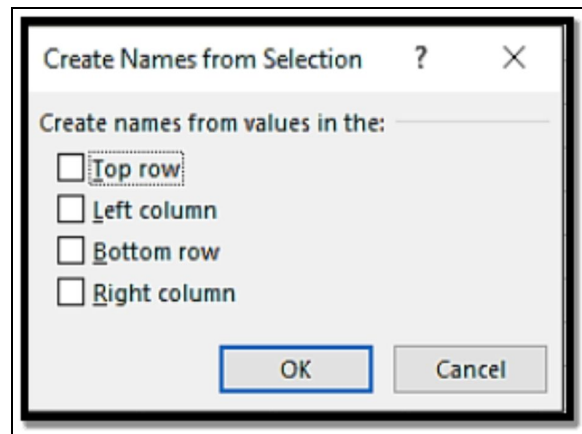 Create Names from Selection ?
Create names from values in the:
Top row
Left column
Bottom row
Right column
OK Cancel